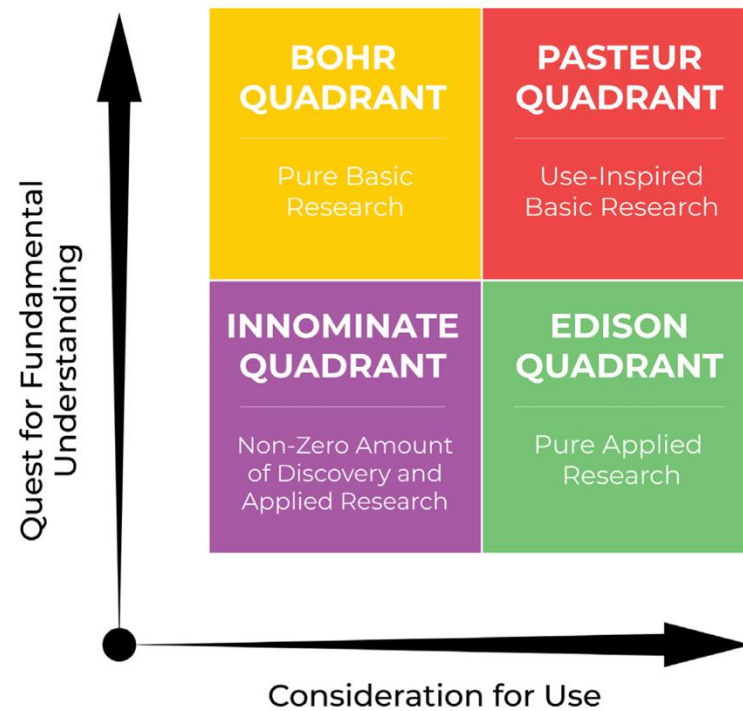 BOHR
QUADRANT
Pure Basic
Research
PASTEUR
QUADRANT
Use-Inspired
Basic Research
INNOMINATE
QUADRANT
Non-Zero Amount
of Discovery and
Applied Research
EDISON
QUADRANT
Pure Applied
Research
Quest for Fundamental
Understanding
Consideration for Use